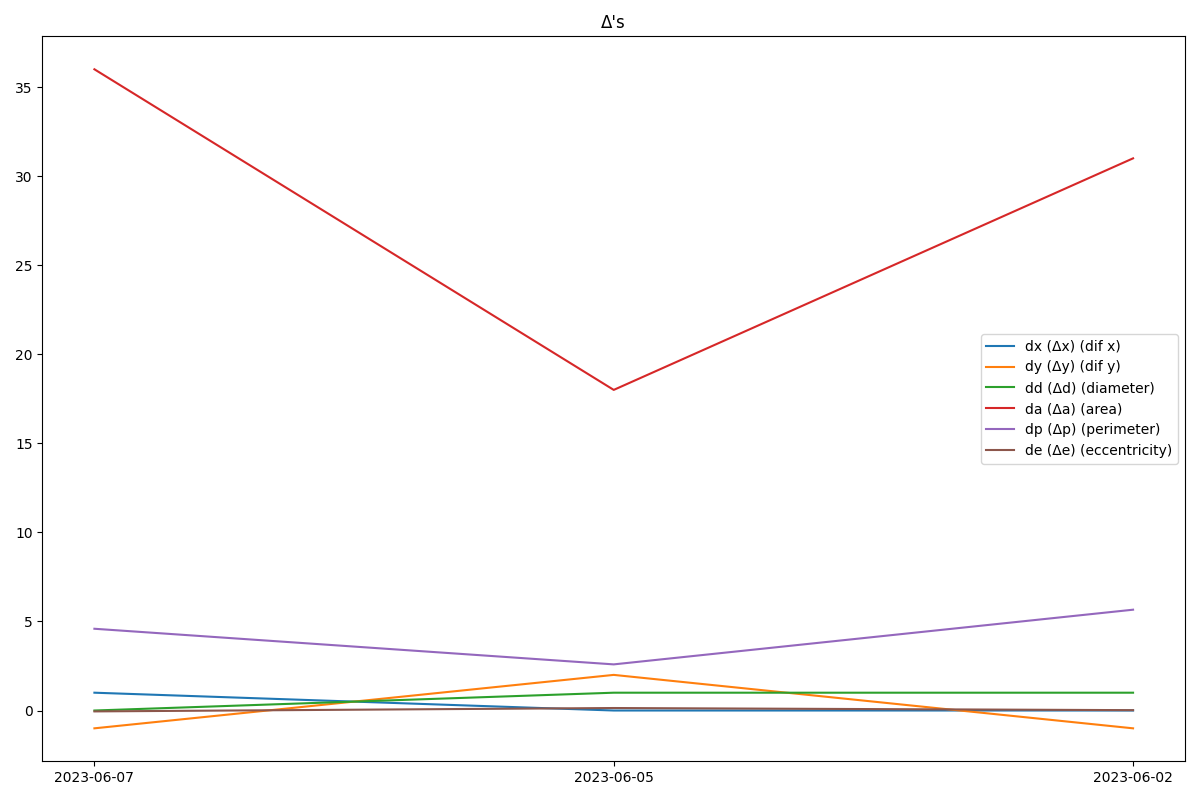 Δ's
35
30
25
20
15
10
5
0
dx (Δx) (dif x)
dy (Δy) (dif y)
dd (Δd) (diameter)
da (Δa) (area)
dp (Δp) (perimeter)
de (Δe) (eccentricity)
2023-06-07
2023-06-05
2023-06-02